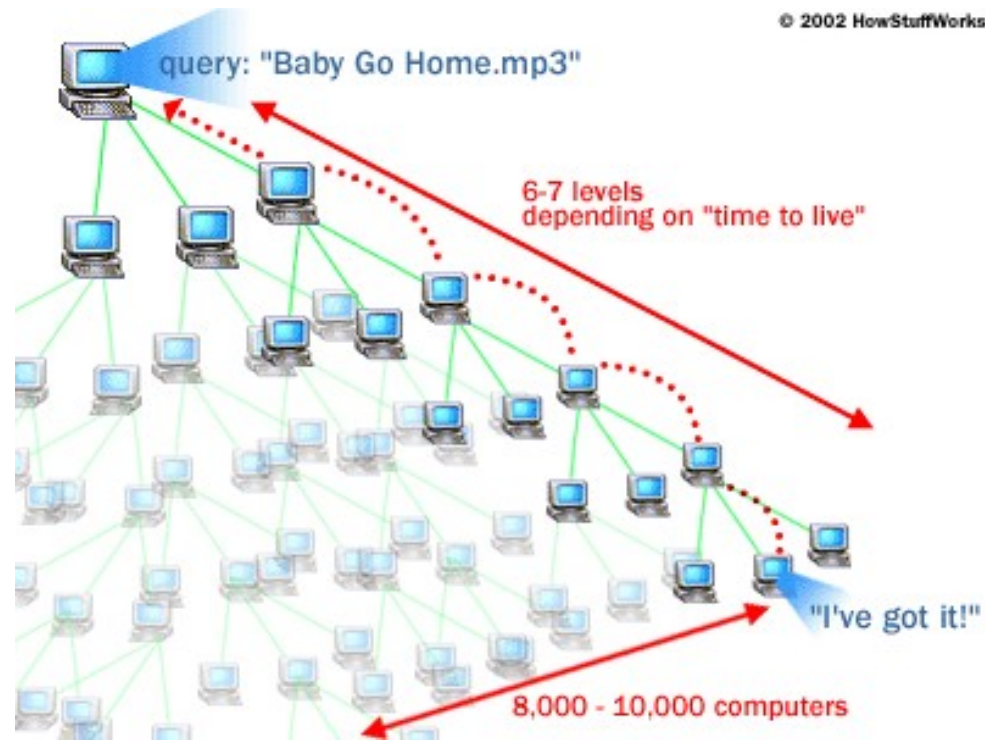 © 2002 HowStuffWorks
query: "Baby Go Home.mp3"
6-7 levels
depending on "time to live"
"I've got it!"
8,000 - 10,000 computers